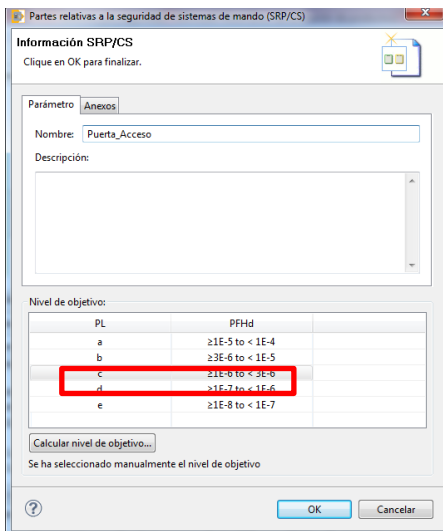 Partes relativas a la seguridad de sistemas de mando (SRP/CS)
Información SRP/CS
Clique en OK para finalizar.
Parámetro Anexos
Nombre: Puerta_Acceso
Descripción:
Nivel de objetivo:
PL PFHd
a ≥1E-5 to < 1E-4
b ≥3E-6 to < 1E-5
c ≥1E-6 to < 3E-6
d ≥1E-7 to < 1E-6
e ≥1E-8 to < 1E-7
Calcular nivel de objetivo...
Se ha seleccionado manualmente el nivel de objetivo
? OK Cancelar